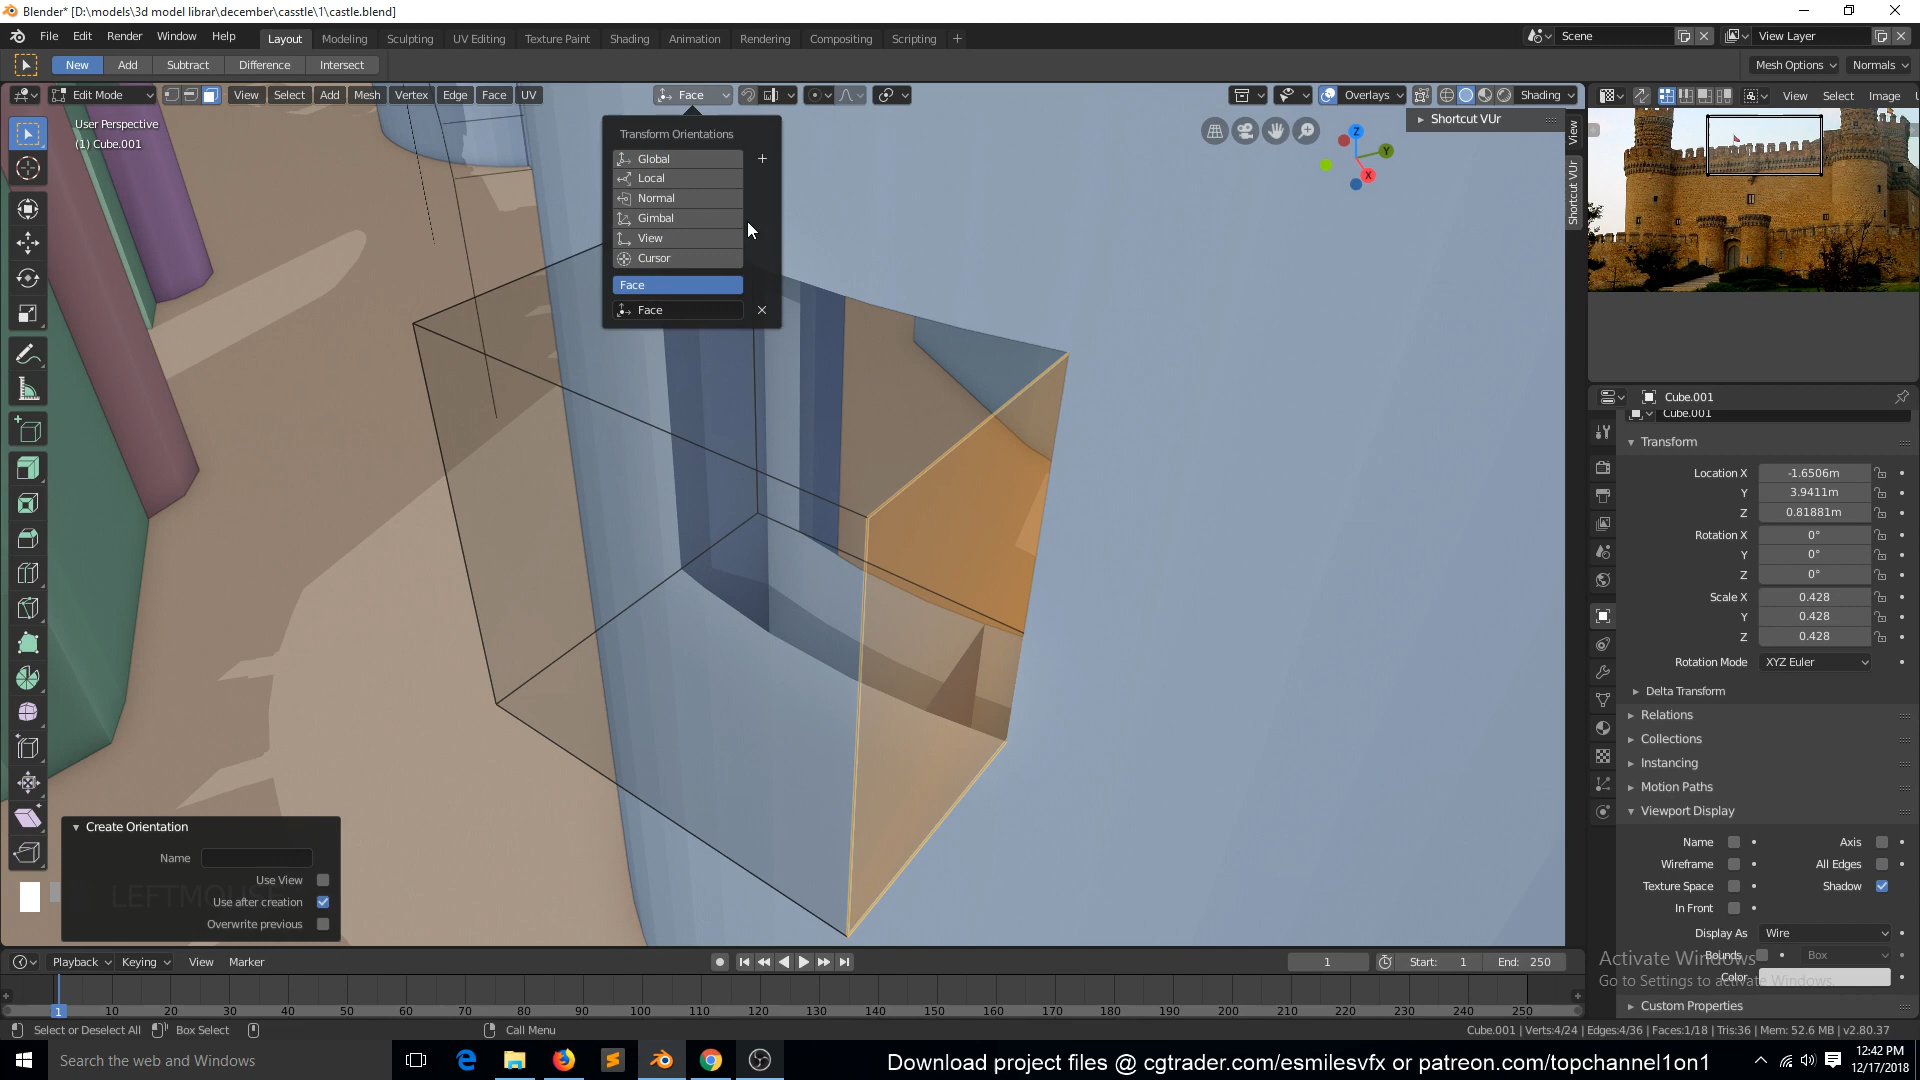 Blender* [D:\models\3d model librar\december\casstle\1\castle.blend]
File Edit Render Window Help Layout Modeling Sculpting UV Editing Texture Paint Shading Animation Rendering Compositing Scripting + Scene View Layer
New Add Subtract Difference Intersect Mesh Options Normals
Edit Mode View Select Add Mesh Vertex Edge Face UV Face Overlays Shading View Select Image
User Perspective
(1) Cube.001
Transform Orientations
Global
Local
Normal
Gimbal
View
Cursor
Face
Face
Shortcut VUr
View
Shortcut VUr
Z
Y
X
Cube.001
Cube.001
Transform
Location X -1.6506m
Y 3.9411m
Z 0.81881m
Rotation X 0°
Y 0°
Z 0°
Scale X 0.428
Y 0.428
Z 0.428
Rotation Mode XYZ Euler
Delta Transform
Relations
Collections
Instancing
Motion Paths
Viewport Display
Name Axis
Wireframe All Edges
Texture Space Shadow
In Front
Display As Wire
Bounds Box
Color
Custom Properties
Activate Windows
Go to Settings to activate Windows.
Create Orientation
Name
Use View
Use after creation
Overwrite previous
Playback Keying View Marker 1 Start: 1 End: 250
1 10 20 30 40 50 60 70 80 90 100 110 120 130 140 150 160 170 180 190 200 210 220 230 240 250
Select or Deselect All Box Select Call Menu Cube.001 | Verts:4/24 | Edges:4/36 | Faces:1/18 | Tris:36 | Mem: 52.6 MB | v2.80.37
Search the web and Windows Download project files @ cgtrader.com/esmilesvfx or patreon.com/topchannel1on1 12:42 PM
12/17/2018